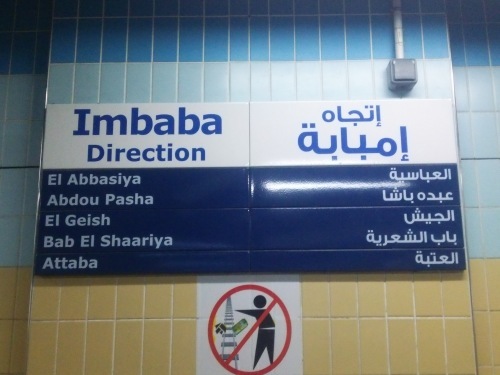 Imbaba
Direction
إتجاه
إمبابة
El Abbasiya
العباسية
Abdou Pasha
عبده باشا
El Geish
الجيش
Bab El Shaariya
باب الشعرية
Attaba
العتبة